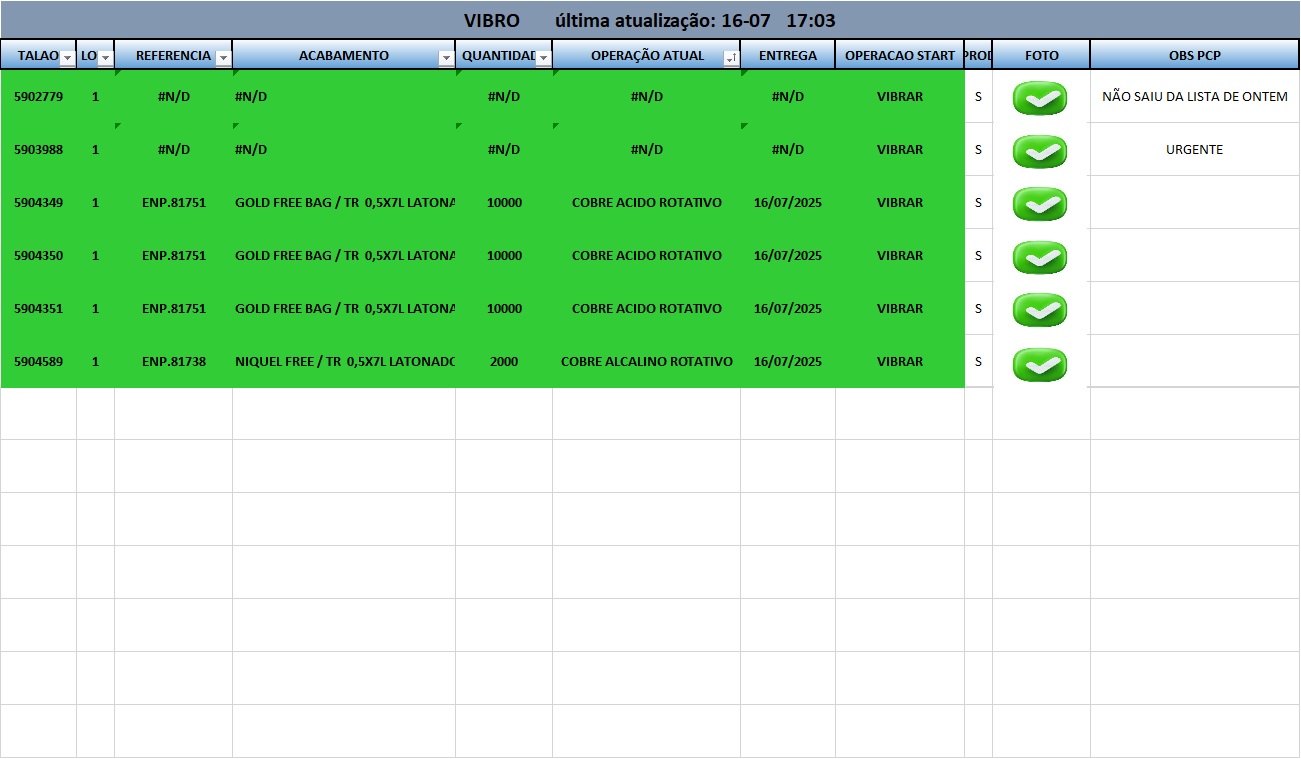 VIBRO última atualização: 16-07 17:03
TALAO LO REFERENCIA ACABAMENTO QUANTIDAD OPERAÇÃO ATUAL ENTREGA OPERACAO START PROD FOTO OBS PCP
5902779 1 #N/D #N/D #N/D #N/D #N/D VIBRAR S NÃO SAIU DA LISTA DE ONTEM
5903988 1 #N/D #N/D #N/D #N/D #N/D VIBRAR S URGENTE
5904349 1 ENP.81751 GOLD FREE BAG / TR 0,5X7L LATONA 10000 COBRE ACIDO ROTATIVO 16/07/2025 VIBRAR S
5904350 1 ENP.81751 GOLD FREE BAG / TR 0,5X7L LATONA 10000 COBRE ACIDO ROTATIVO 16/07/2025 VIBRAR S
5904351 1 ENP.81751 GOLD FREE BAG / TR 0,5X7L LATONA 10000 COBRE ACIDO ROTATIVO 16/07/2025 VIBRAR S
5904589 1 ENP.81738 NIQUEL FREE / TR 0,5X7L LATONADO 2000 COBRE ALCALINO ROTATIVO 16/07/2025 VIBRAR S